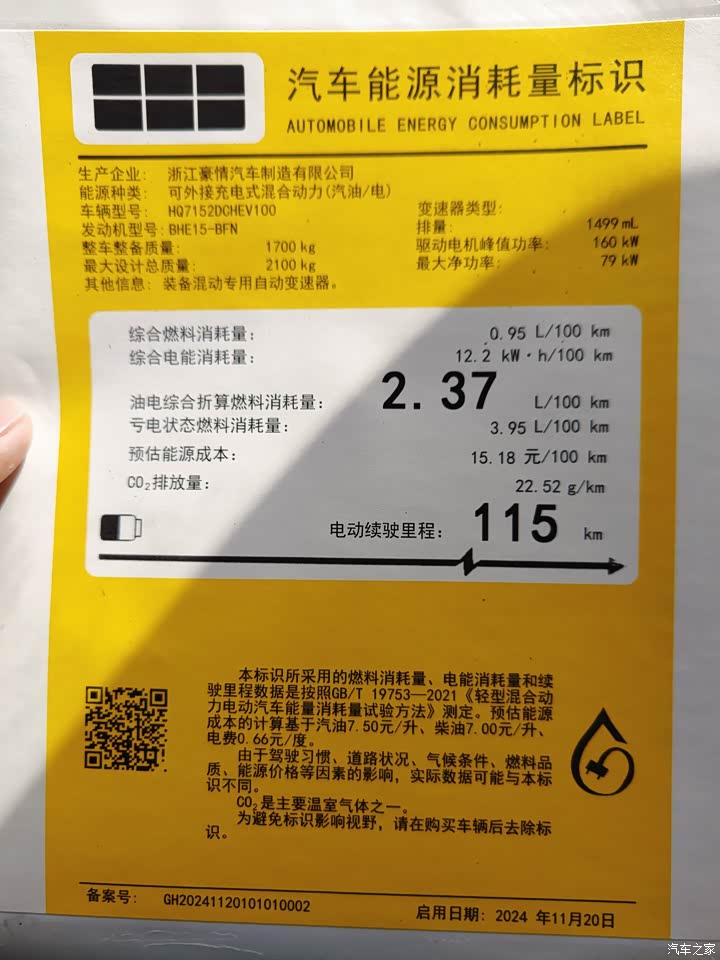 汽车能源消耗量标识
AUTOMOBILE ENERGY CONSUMPTION LABEL
生产企业： 浙江豪情汽车制造有限公司
能源种类： 可外接充电式混合动力(汽油/电)
车辆型号： HQ7152DCHEV100 变速器类型：
发动机型号：BHE15-BFN 排量： 1499 mL
整车整备质量： 1700 kg 驱动电机峰值功率： 160 kW
最大设计总质量： 2100 kg 最大净功率： 79 kW
其他信息： 装备混动专用自动变速器。
综合燃料消耗量： 0.95 L/100 km
综合电能消耗量： 12.2 kW·h/100 km
油电综合折算燃料消耗量： 2.37 L/100 km
亏电状态燃料消耗量： 3.95 L/100 km
预估能源成本： 15.18 元/100 km
CO₂排放量： 22.52 g/km
电动续驶里程： 115 km
本标识所采用的燃料消耗量、电能消耗量和续
驶里程数据是按照GB/T 19753—2021《轻型混合动
力电动汽车能量消耗量试验方法》测定。预估能源
成本的计算基于汽油7.50元/升、柴油7.00元/升、
电费0.66元/度。
由于驾驶习惯、道路状况、气候条件、燃料品
质、能源价格等因素的影响，实际数据可能与本标
识不同。
CO₂是主要温室气体之一。
为避免标识影响视野，请在购买车辆后去除标
识。
备案号： GH20241120101010002
启用日期： 2024 年11月20日
汽车之家